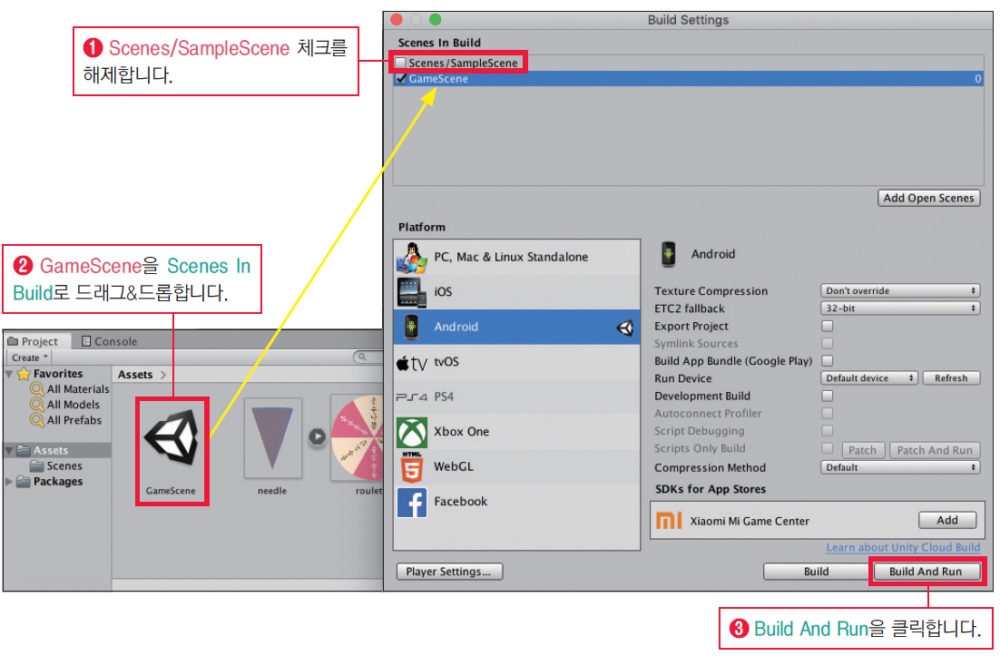 Build Settings
❶ Scenes/SampleScene 체크를
해제합니다.
Scenes In Build
Scenes/SampleScene
GameScene 0
Add Open Scenes
❷ GameScene을 Scenes In
Build로 드래그&드롭합니다.
Project Console
Create
Favorites
All Materials
All Models
All Prefabs
Assets
Scenes
Packages
Assets >
GameScene
needle
roulet
Platform
PC, Mac & Linux Standalone
iOS
Android
tv tvOS
PS4 PS4
Xbox One
HTML
5 WebGL
f Facebook
Android
Texture Compression Don't override
ETC2 fallback 32-bit
Export Project
Symlink Sources
Build App Bundle (Google Play)
Run Device Default device Refresh
Development Build
Autoconnect Profiler
Script Debugging
Scripts Only Build Patch Patch And Run
Compression Method Default
SDKs for App Stores
mi Xiaomi Mi Game Center Add
Learn about Unity Cloud Build
Player Settings... Build Build And Run
❸ Build And Run을 클릭합니다.